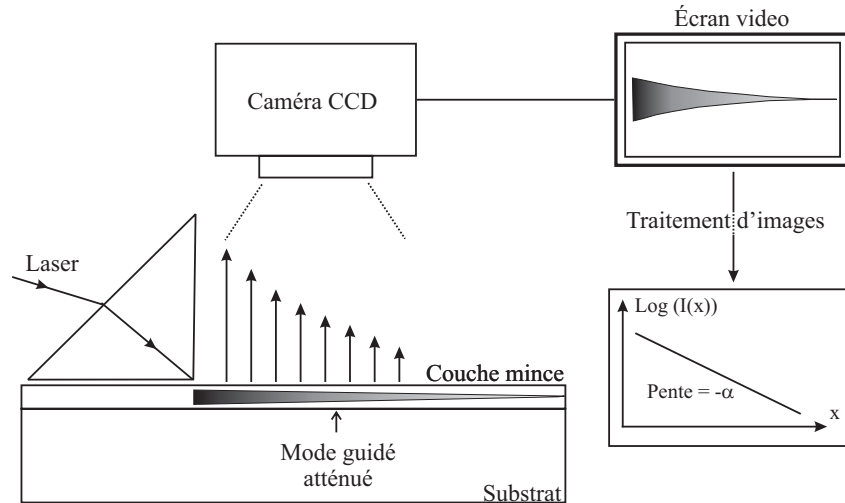 Écran video
Caméra CCD
Traitement d'images
Laser
Log (I(x))
Couche mince
Pente = -α
x
Mode guidé
atténué
Substrat